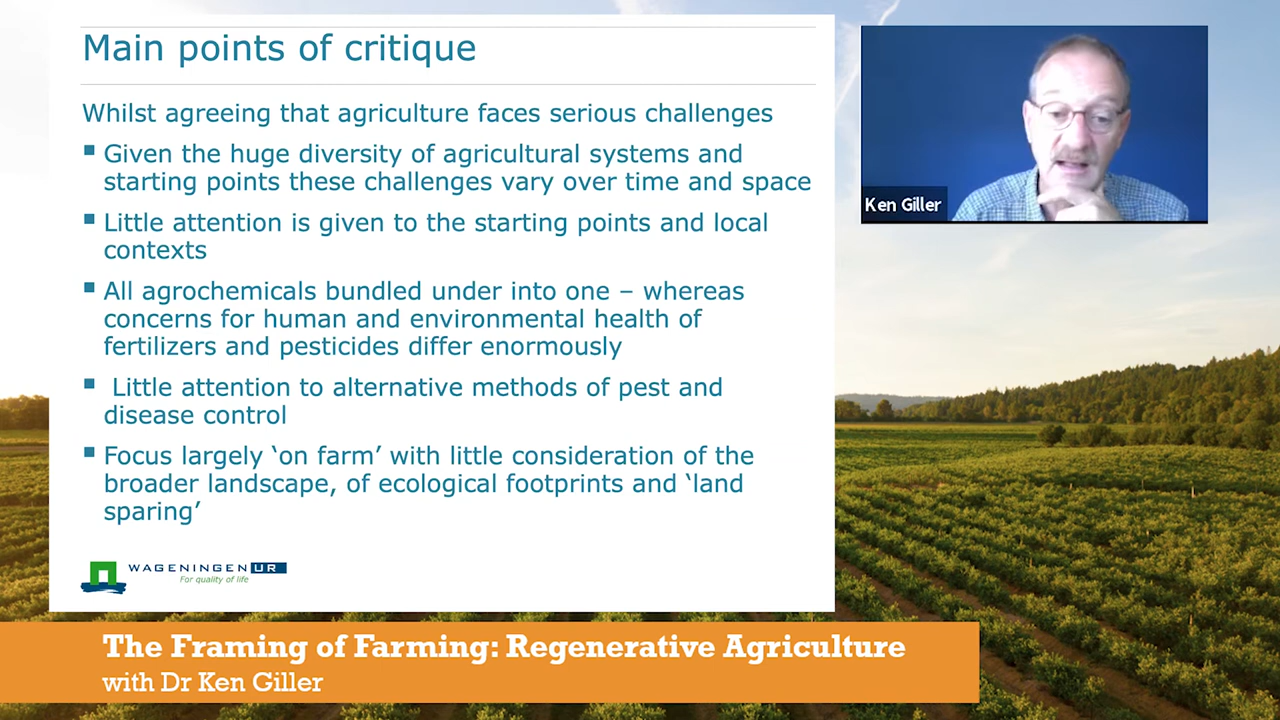 Main points of critique
Whilst agreeing that agriculture faces serious challenges
Given the huge diversity of agricultural systems and
starting points these challenges vary over time and space
Little attention is given to the starting points and local
contexts
All agrochemicals bundled under into one – whereas
concerns for human and environmental health of
fertilizers and pesticides differ enormously
Little attention to alternative methods of pest and
disease control
Focus largely ‘on farm’ with little consideration of the
broader landscape, of ecological footprints and ‘land
sparing’
WAGENINGEN UR
For quality of life
Ken Giller
The Framing of Farming: Regenerative Agriculture
with Dr Ken Giller